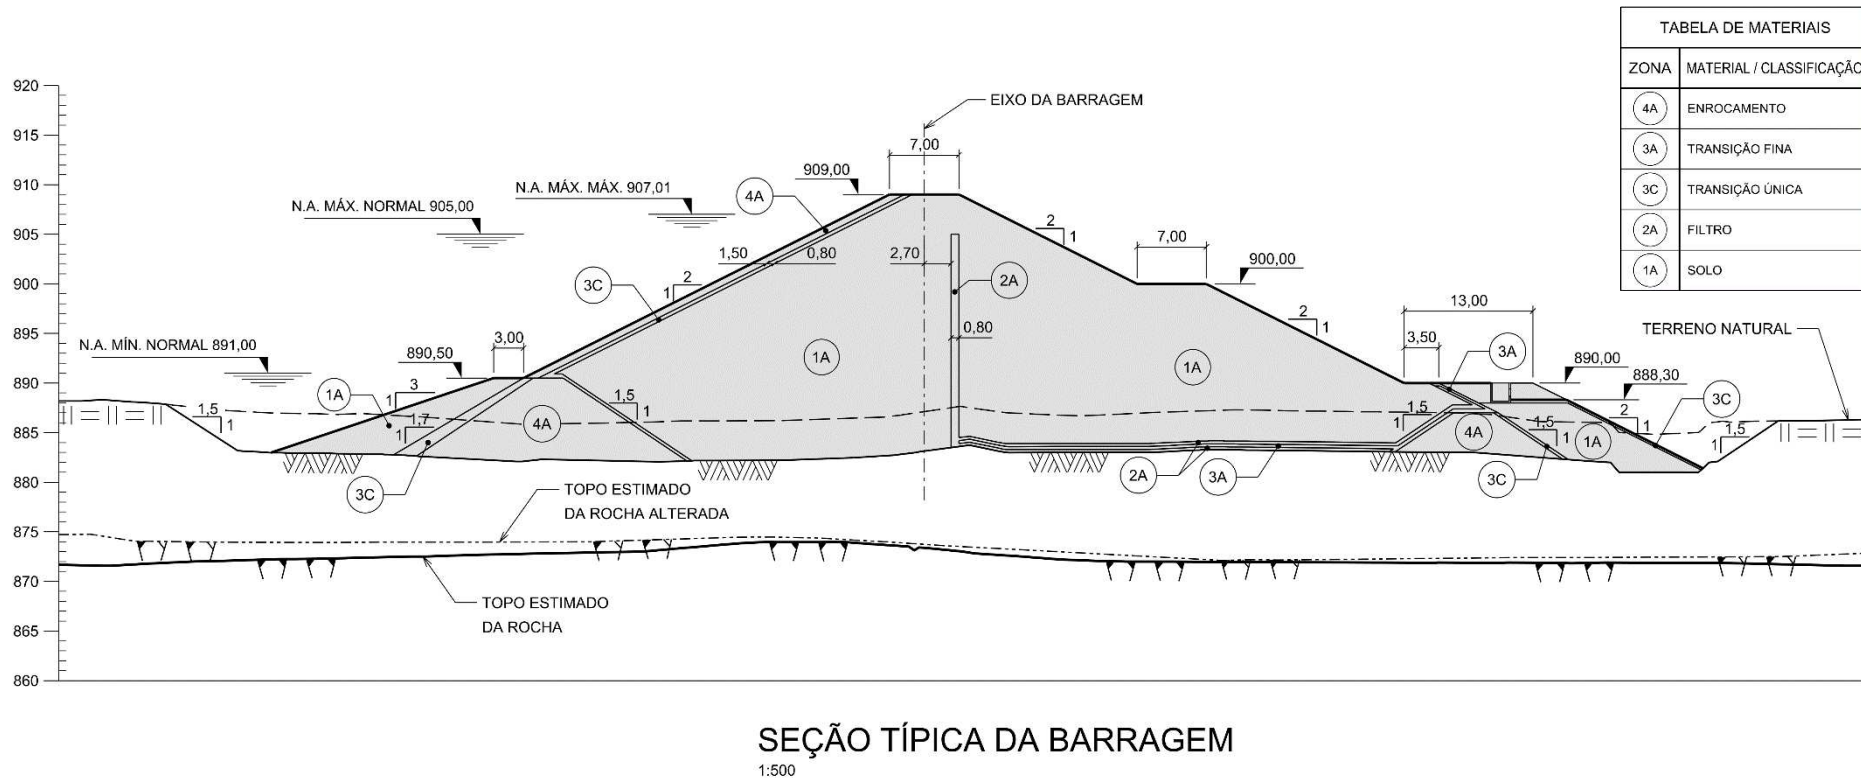 TABELA DE MATERIAIS
ZONA MATERIAL / CLASSIFICAÇÃO
4A ENROCAMENTO
3A TRANSIÇÃO FINA
3C TRANSIÇÃO ÚNICA
2A FILTRO
1A SOLO
920
915
910
905
900
895
890
885
880
875
870
865
860
EIXO DA BARRAGEM
7,00
909,00
4A
N.A. MÁX. MÁX. 907,01
N.A. MÁX. NORMAL 905,00
2
1
7,00
900,00
1,50
0,80
2,70
3C
2
1
2A
0,80
2
1
13,00
3,50
3A
TERRENO NATURAL
N.A. MÍN. NORMAL 891,00
890,50
3,00
1A
1A
890,00
888,30
1A
3
1
1,5
1
1,7
1
4A
1,5
1
1,5
1
4A
1,5
1
1A
2
1
3C
1,5
1
3C
2A
3A
3C
TOPO ESTIMADO
DA ROCHA ALTERADA
TOPO ESTIMADO
DA ROCHA
SEÇÃO TÍPICA DA BARRAGEM
1:500